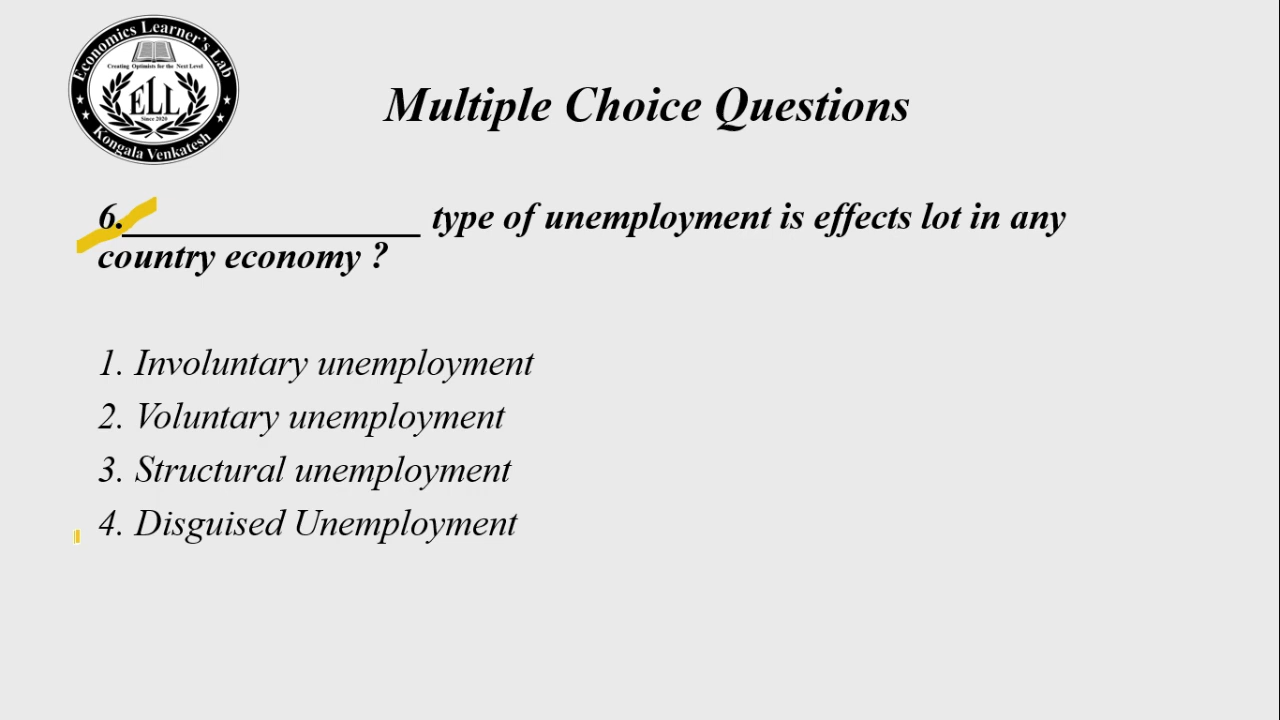 Economics Learner's Lab
Creating Optimists for the Next Level
ELL
Since 2020
Kongala Venkatesh
Multiple Choice Questions
6.________________ type of unemployment is effects lot in any
country economy ?
1. Involuntary unemployment
2. Voluntary unemployment
3. Structural unemployment
4. Disguised Unemployment